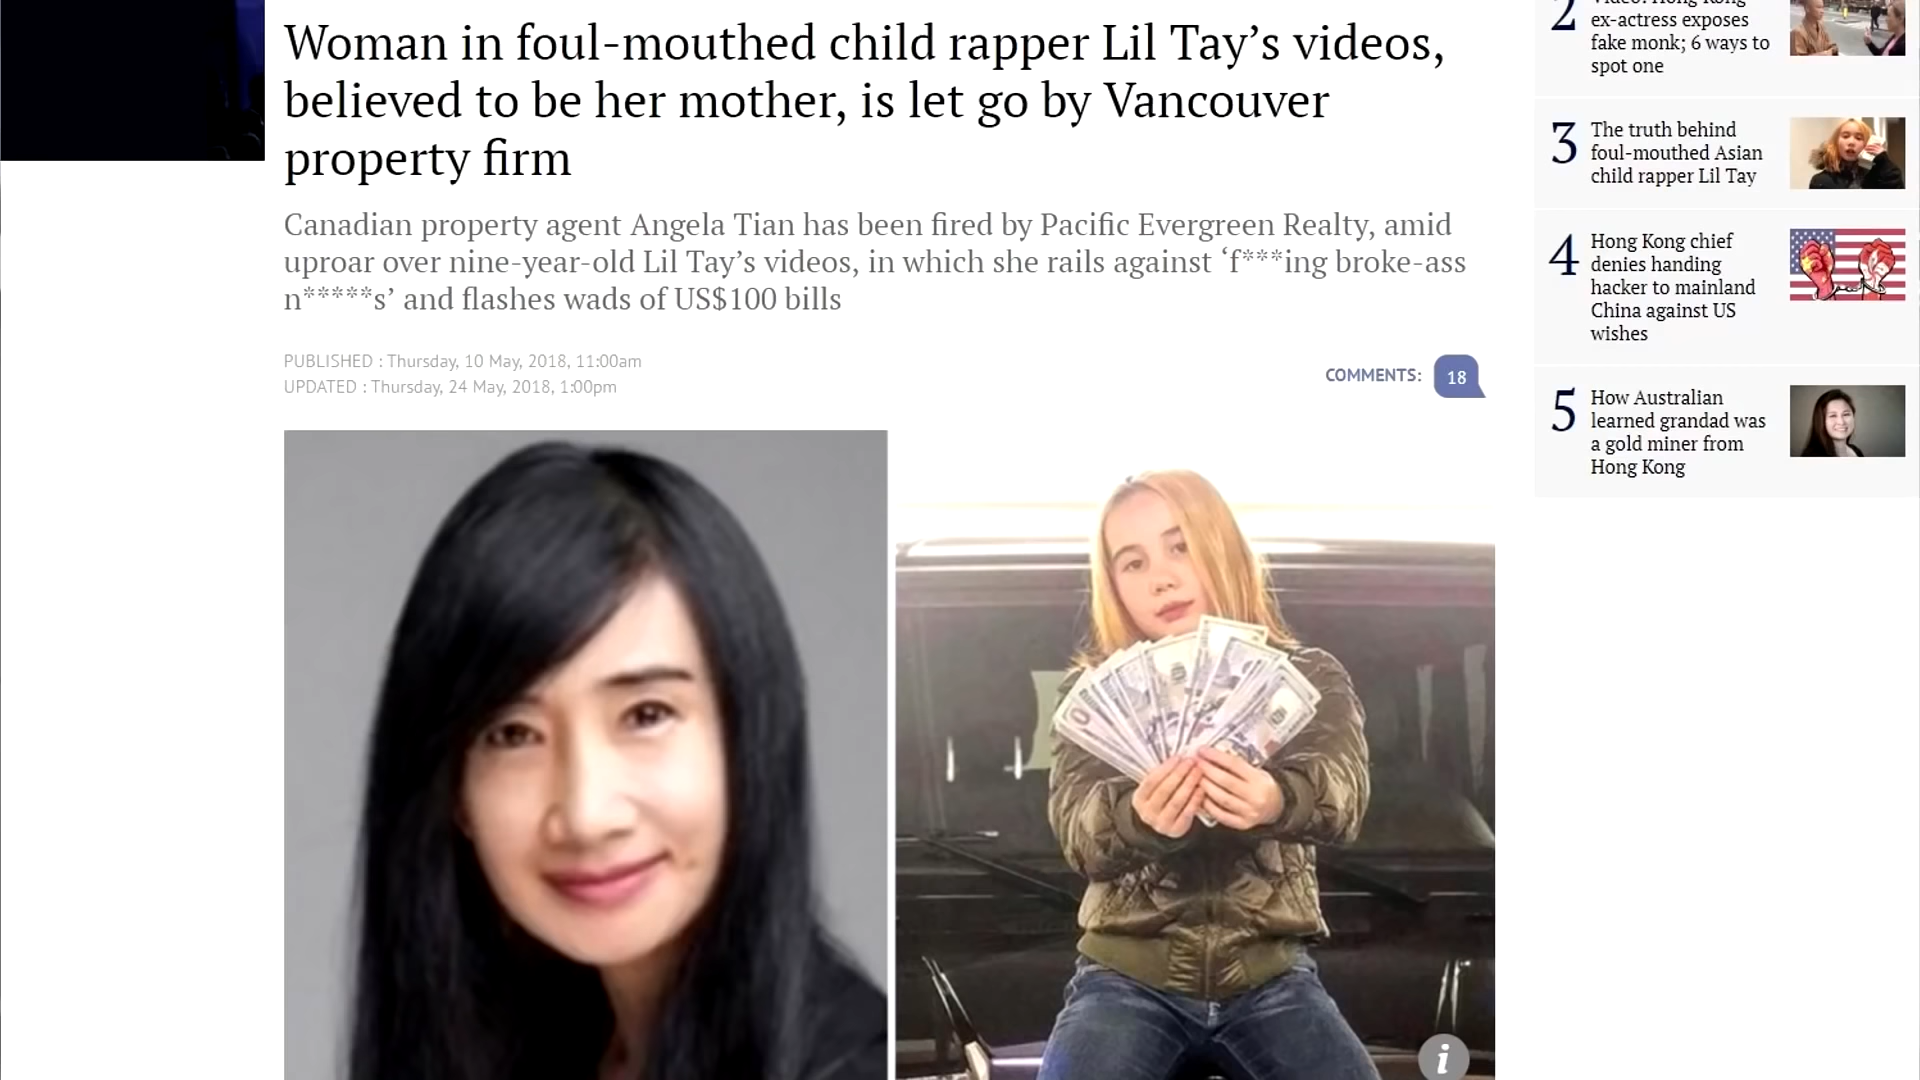 Woman in foul-mouthed child rapper Lil Tay’s videos,
believed to be her mother, is let go by Vancouver
property firm
Canadian property agent Angela Tian has been fired by Pacific Evergreen Realty, amid
uproar over nine-year-old Lil Tay’s videos, in which she rails against ‘f***ing broke-ass
n*****s’ and flashes wads of US$100 bills
PUBLISHED : Thursday, 10 May, 2018, 11:00am
UPDATED : Thursday, 24 May, 2018, 1:00pm
COMMENTS: 18
i
2
Video: Hong Kong
ex-actress exposes
fake monk; 6 ways to
spot one
3
The truth behind
foul-mouthed Asian
child rapper Lil Tay
4
Hong Kong chief
denies handing
hacker to mainland
China against US
wishes
5
How Australian
learned grandad was
a gold miner from
Hong Kong